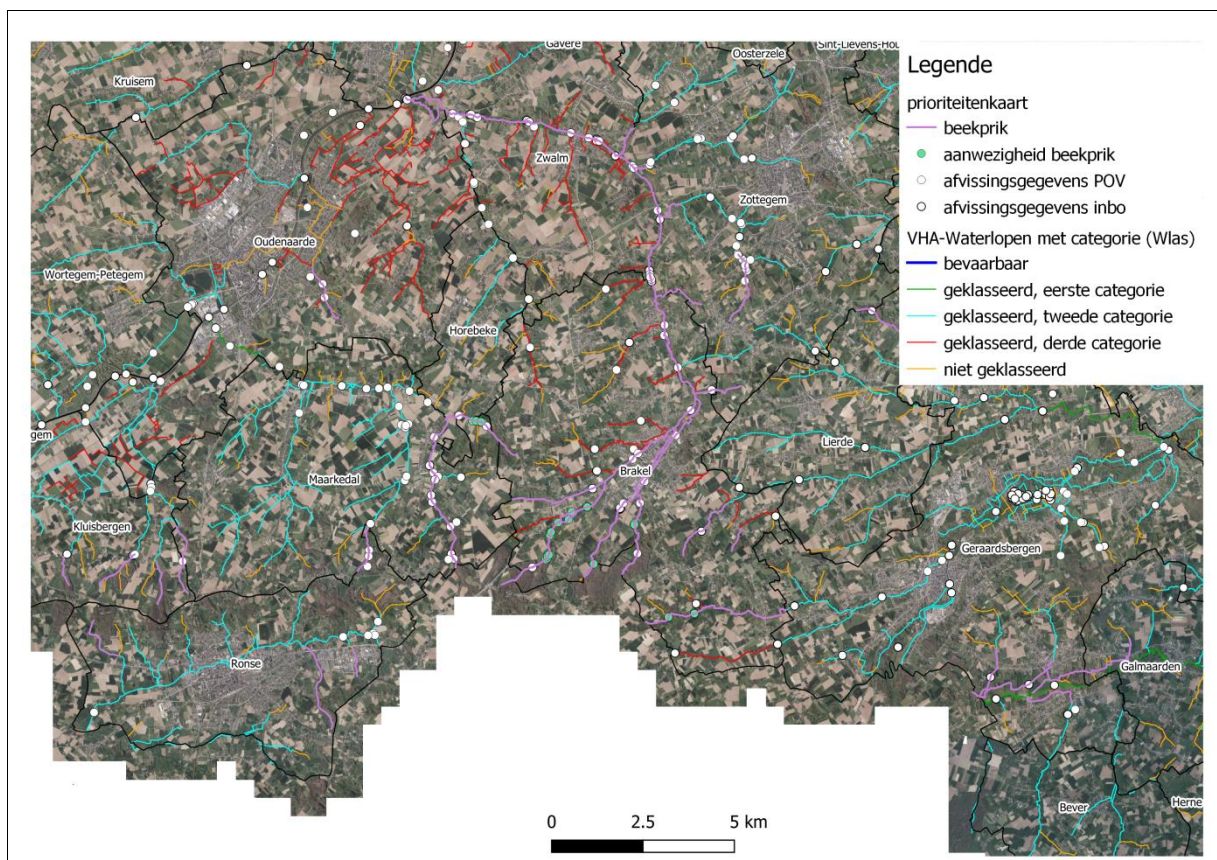 Gavere
Oosterzele
Sint-Lievens-Hou
Kruisem
Zwalm
Zottegem
Oudenaarde
Wortegem-Petegem
Horebeke
gem
Lierde
Brakel
Maarkedal
Kluisbergen
Geraardsbergen
Ronse
Galmaarden
Bever
Herne
Legende
prioriteitenkaart
beekprik
aanwezigheid beekprik
afvissingsgegevens POV
afvissingsgegevens inbo
VHA-Waterlopen met categorie (Wlas)
bevaarbaar
geklasseerd, eerste categorie
geklasseerd, tweede categorie
geklasseerd, derde categorie
niet geklasseerd
0 2.5 5 km